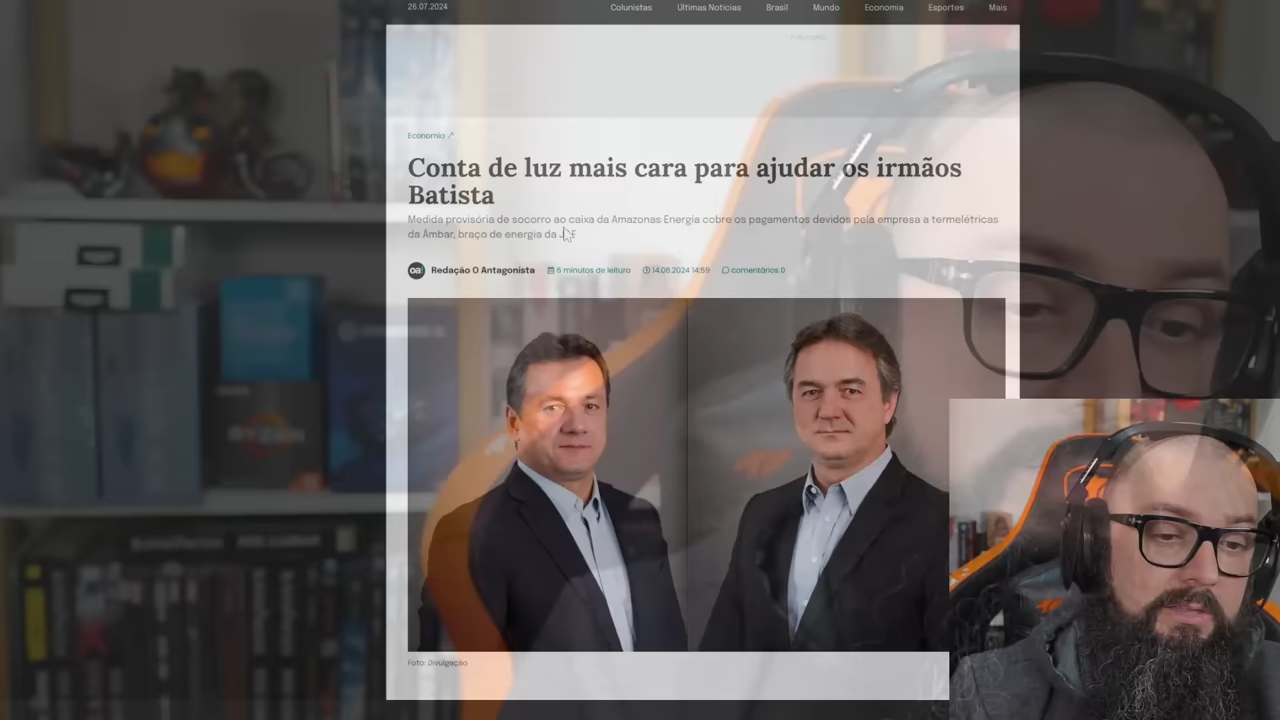 26.07.2024
Colunistas Últimas Notícias Brasil Mundo Economia Esportes Mais
Economia
Conta de luz mais cara para ajudar os irmãos
Batista
Medida provisória de socorro ao caixa da Amazonas Energia cobre os pagamentos devidos pela empresa a termelétricas
da Âmbar, braço de energia da
oa!
Redação O Antagonista 6 minutos de leitura 14.06.2024 14:59 comentários 0
RYZEN
Foto: Divulgação